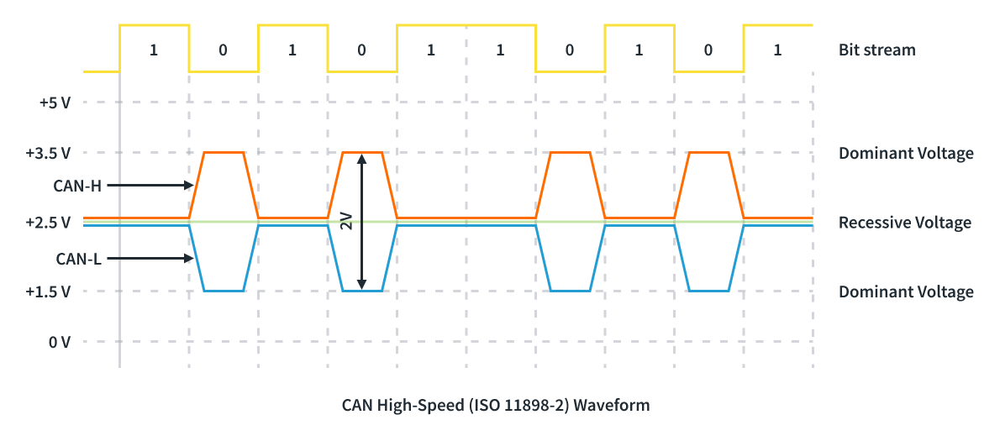 1 0 1 0 1 1 0 1 0 1 Bit stream
+5 V
+3.5 V Dominant Voltage
CAN-H
2V
+2.5 V Recessive Voltage
CAN-L
+1.5 V Dominant Voltage
0 V
CAN High-Speed (ISO 11898-2) Waveform